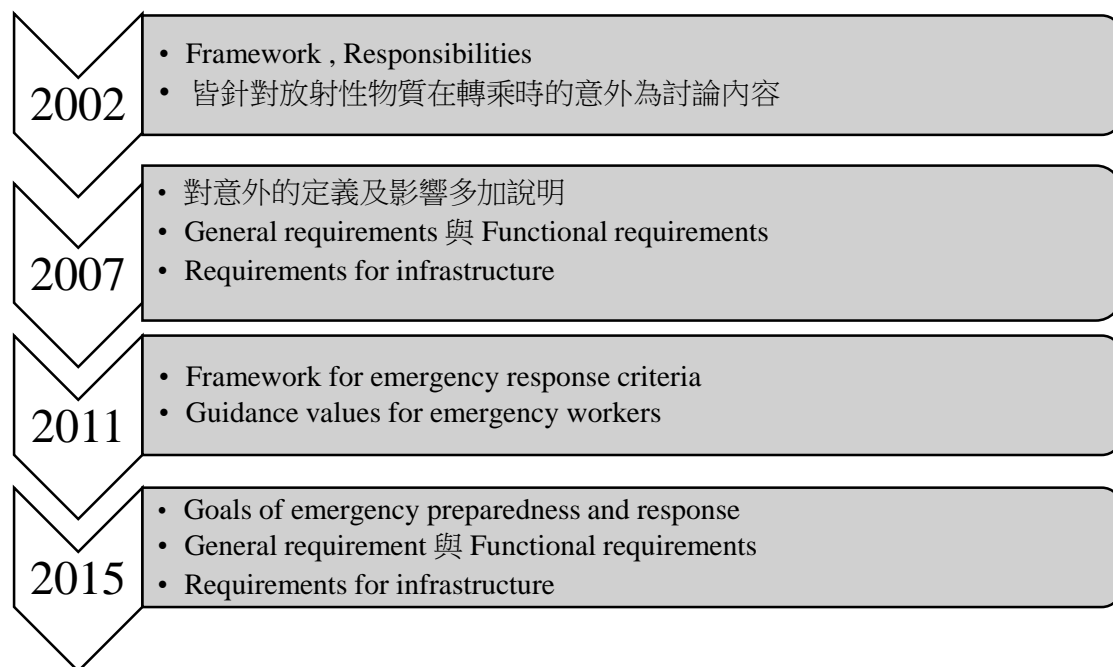 2002
• Framework , Responsibilities
• 皆針對放射性物質在轉乘時的意外為討論內容
2007
• 對意外的定義及影響多加說明
• General requirements 與 Functional requirements
• Requirements for infrastructure
2011
• Framework for emergency response criteria
• Guidance values for emergency workers
2015
• Goals of emergency preparedness and response
• General requirement 與 Functional requirements
• Requirements for infrastructure